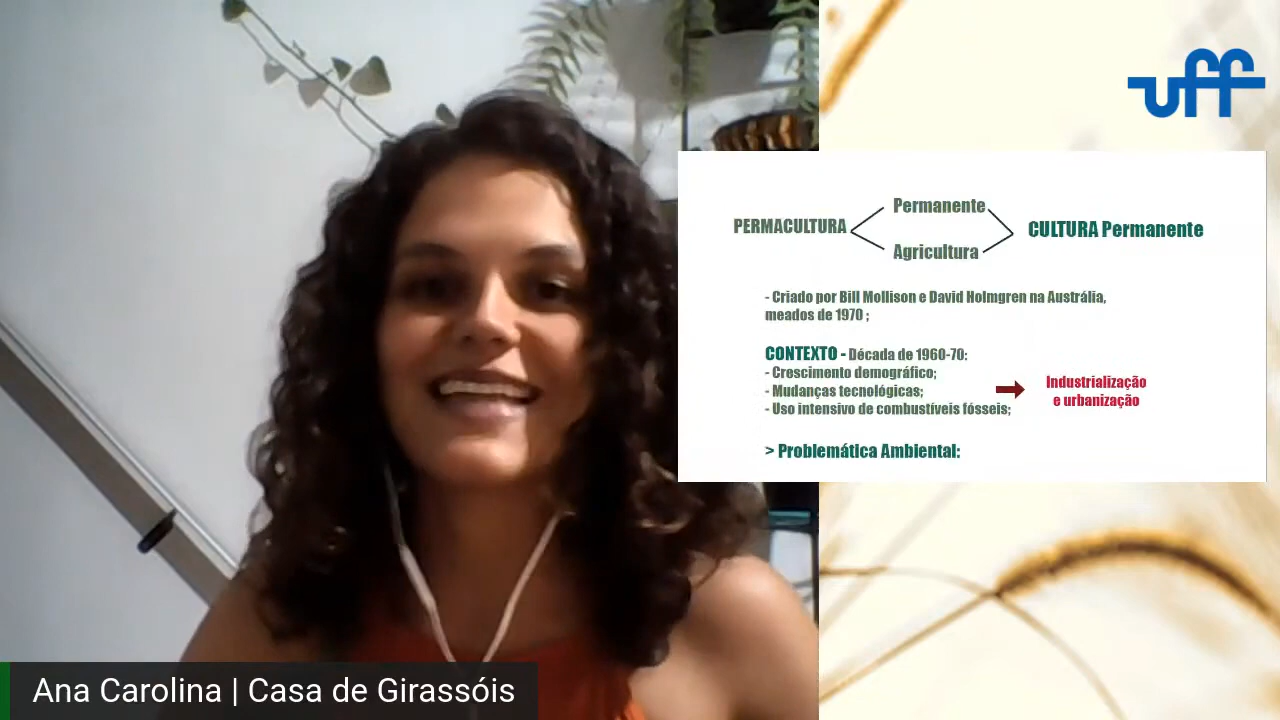 uff
PERMACULTURA
Permanente
Agricultura
CULTURA Permanente
- Criado por Bill Mollison e David Holmgren na Austrália,
meados de 1970 ;
CONTEXTO - Década de 1960-70:
- Crescimento demográfico;
- Mudanças tecnológicas;
- Uso intensivo de combustíveis fósseis;
Industrialização
e urbanização
> Problemática Ambiental:
Ana Carolina | Casa de Girassóis